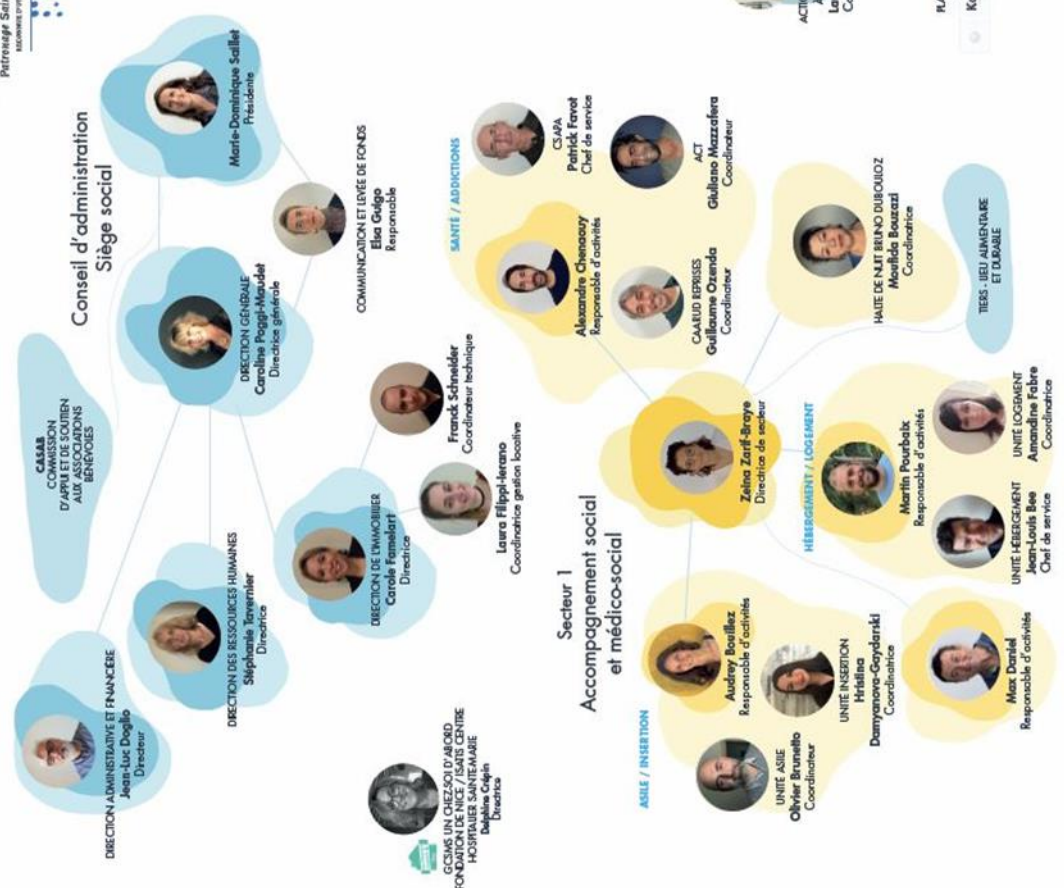 Patronage Sai
Conseil d'administration
Siège social
CASAB
COMMISSION
D'APPUI ET DE SOUTIEN
AUX ASSOCIATIONS
BÉNÉVOLES
Marie-Dominique Saillet
Présidente
DIRECTION GÉNÉRALE
Caroline Poggi-Maudet
Directrice générale
COMMUNICATION ET LEVÉE DE FONDS
Elsa Guigo
Responsable
DIRECTION ADMINISTRATIVE ET FINANCIÈRE
Jean-Luc Doglio
Directeur
DIRECTION DES RESSOURCES HUMAINES
Stéphanie Tavernier
Directrice
DIRECTION DE L'IMMOBILIER
Carole Famelart
Directrice
Franck Schneider
Coordinateur technique
Laura Filippi-Ierano
Coordinatrice gestion locative
GCSMS UN CHEZ-SOI D'ABORD
FONDATION DE NICE / ISATIS CENTRE
HOSPITALIER SAINTE-MARIE
Delphine Crépin
Directrice
Secteur 1
Accompagnement social
et médico-social
Zeina Zarif-Braye
Directrice de secteur
SANTÉ / ADDICTIONS
Alexandre Chenaouy
Responsable d'activités
CSAPA
Patrick Favot
Chef de service
CAARUD REPRISES
Guillaume Ozenda
Coordinateur
ACT
Giuliano Mazzafera
Coordinateur
HALTE DE NUIT BRUNO DUBOULOZ
Moufida Bouzazi
Coordinatrice
TIERS - LIEU ALIMENTAIRE
ET DURABLE
HÉBERGEMENT / LOGEMENT
Martin Pourbaix
Responsable d'activités
UNITÉ HÉBERGEMENT
Jean-Louis Bee
Chef de service
UNITÉ LOGEMENT
Amandine Fabre
Coordinatrice
ASILE / INSERTION
Audrey Bouillez
Responsable d'activités
UNITÉ ASILE
Olivier Brunetto
Coordinateur
UNITÉ INSERTION
Hristina
Damyanova-Gaydarski
Coordinatrice
Max Daniel
Responsable d'activités